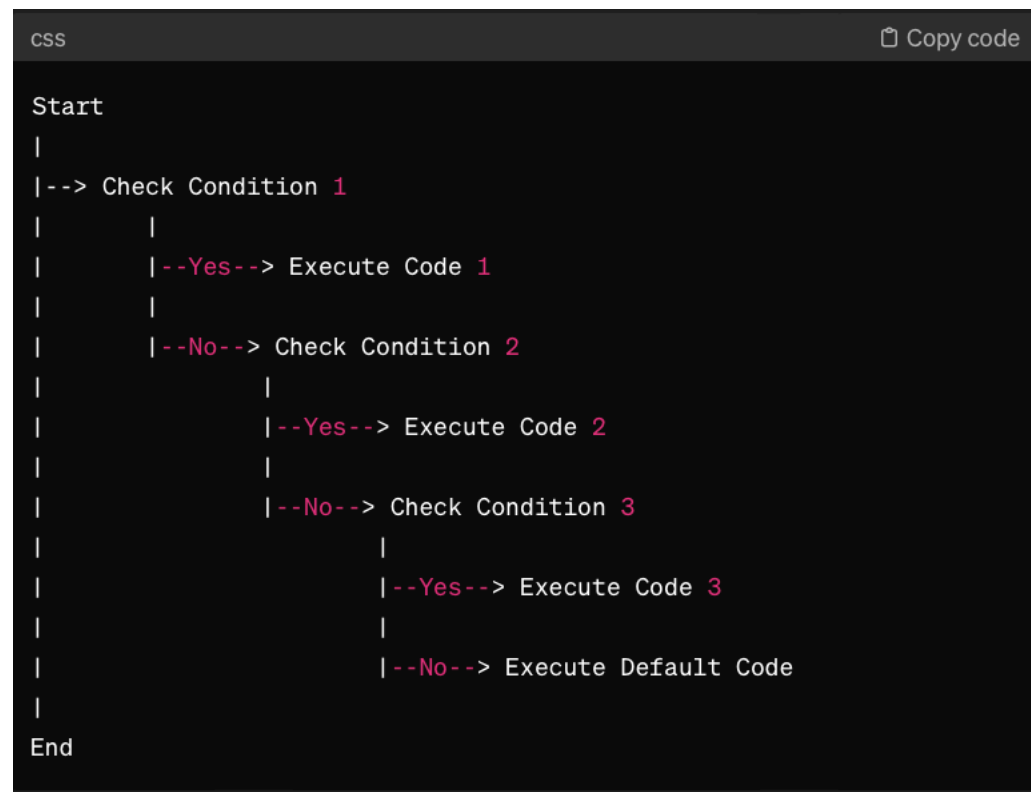 css
Copy code
Start
|
|--> Check Condition 1
|       |
|       |--Yes--> Execute Code 1
|       |
|       |--No--> Check Condition 2
|               |
|               |--Yes--> Execute Code 2
|               |
|               |--No--> Check Condition 3
|                       |
|                       |--Yes--> Execute Code 3
|                       |
|                       |--No--> Execute Default Code
|
End